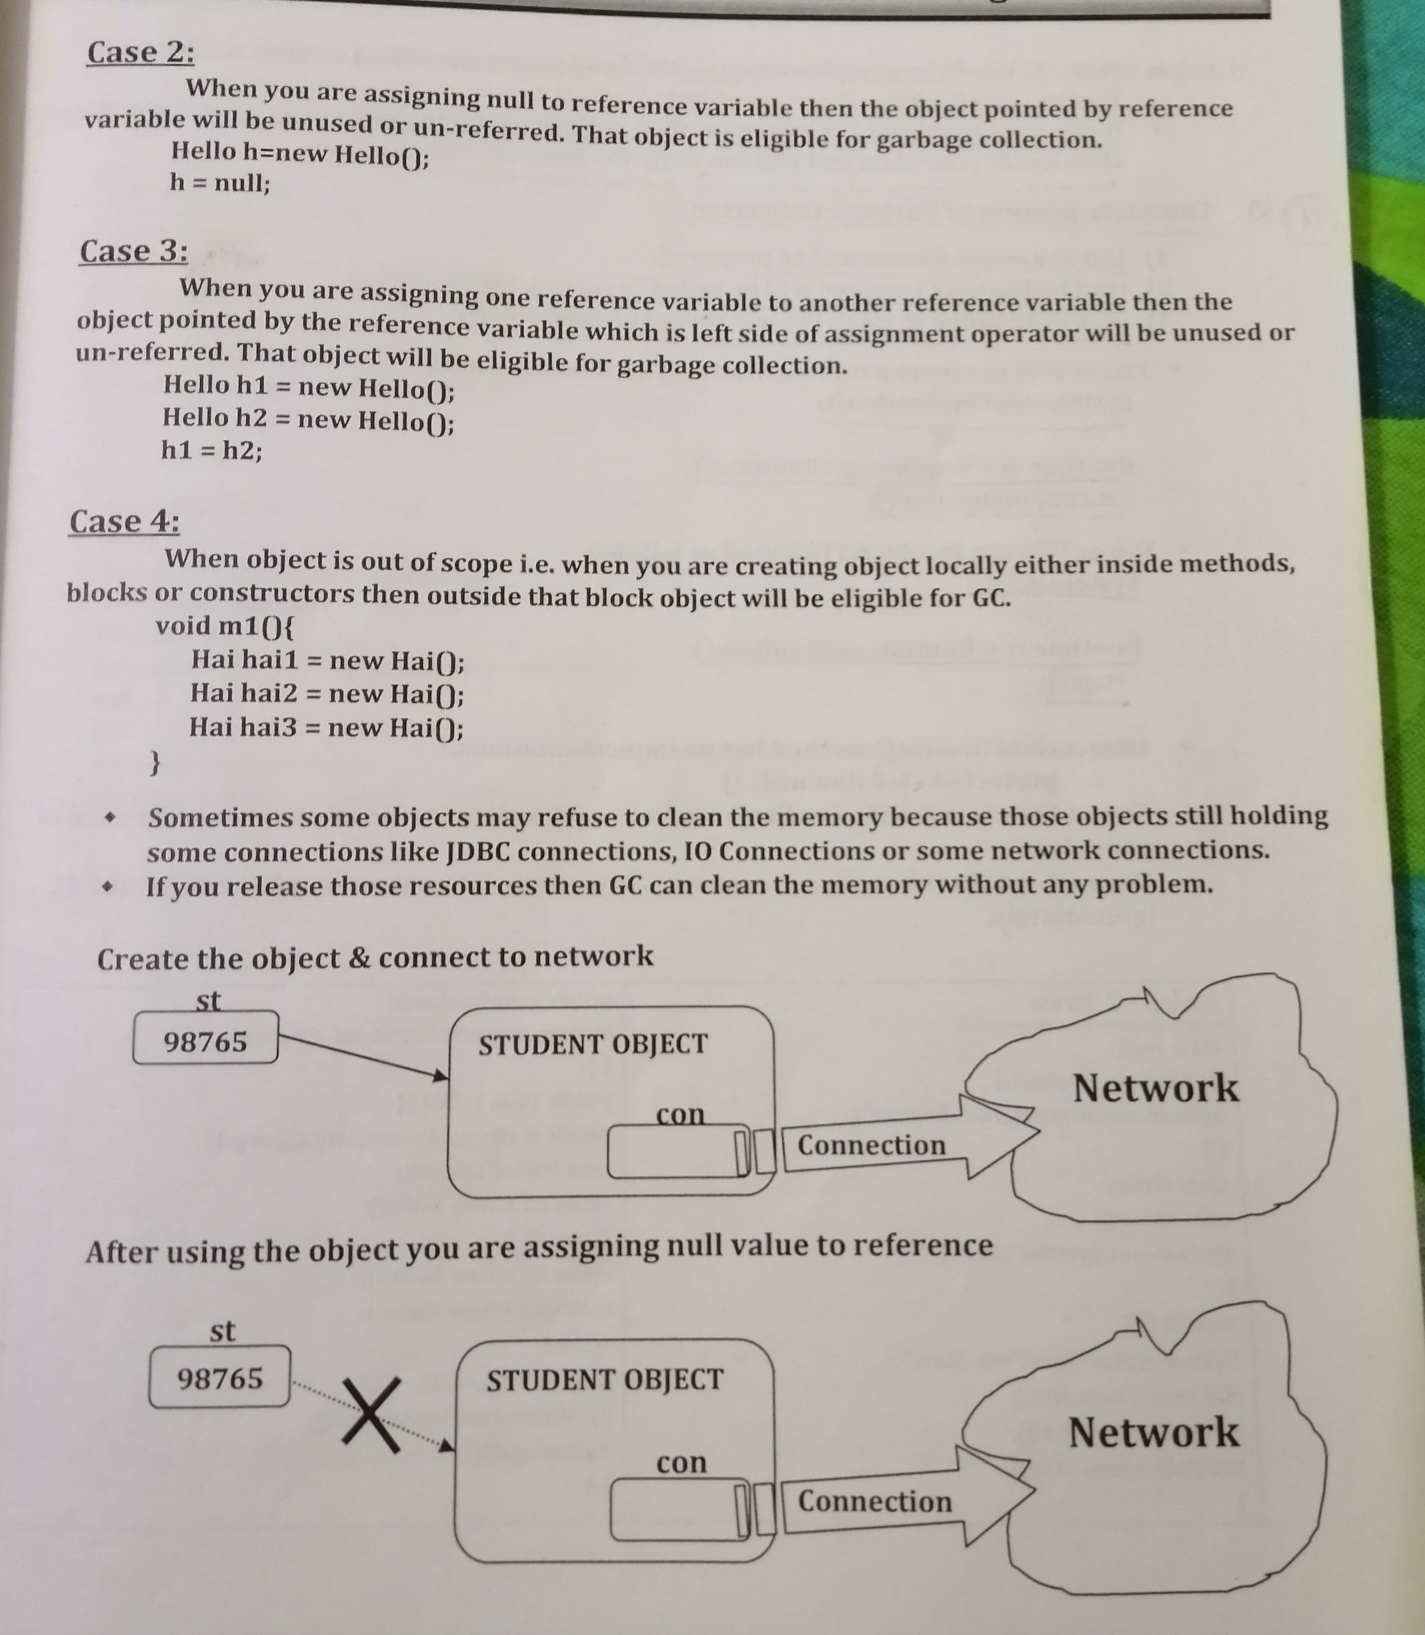 Case 2:
When you are assigning null to reference variable then the object pointed by reference
variable will be unused or un-referred. That object is eligible for garbage collection.
Hello h=new Hello();
h = null;
Case 3:
When you are assigning one reference variable to another reference variable then the
object pointed by the reference variable which is left side of assignment operator will be unused or
un-referred. That object will be eligible for garbage collection.
Hello h1 = new Hello();
Hello h2 = new Hello();
h1 = h2;
Case 4:
When object is out of scope i.e. when you are creating object locally either inside methods,
blocks or constructors then outside that block object will be eligible for GC.
void m1(){
Hai hai1 = new Hai();
Hai hai2 = new Hai();
Hai hai3 = new Hai();
}
• Sometimes some objects may refuse to clean the memory because those objects still holding
some connections like JDBC connections, IO Connections or some network connections.
• If you release those resources then GC can clean the memory without any problem.
Create the object & connect to network
st
98765
STUDENT OBJECT
con
Connection
Network
After using the object you are assigning null value to reference
st
98765
STUDENT OBJECT
con
Connection
Network